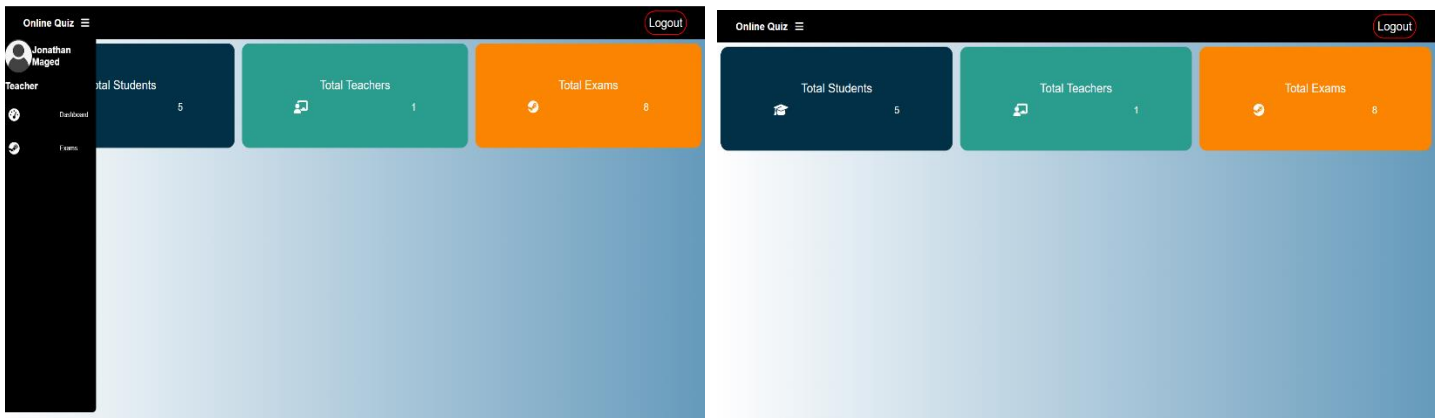 Online Quiz ☰
Logout
Jonathan
Maged
Teacher
Dashboard
Exams
otal Students
5
Total Teachers
1
Total Exams
8
Online Quiz ☰
Logout
Total Students
5
Total Teachers
1
Total Exams
8